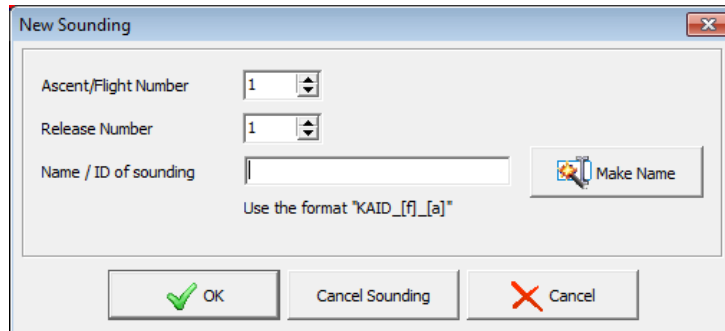 New Sounding
Ascent/Flight Number 1
Release Number 1
Name / ID of sounding Make Name
Use the format "KAID_[f]_[a]"
OK Cancel Sounding Cancel